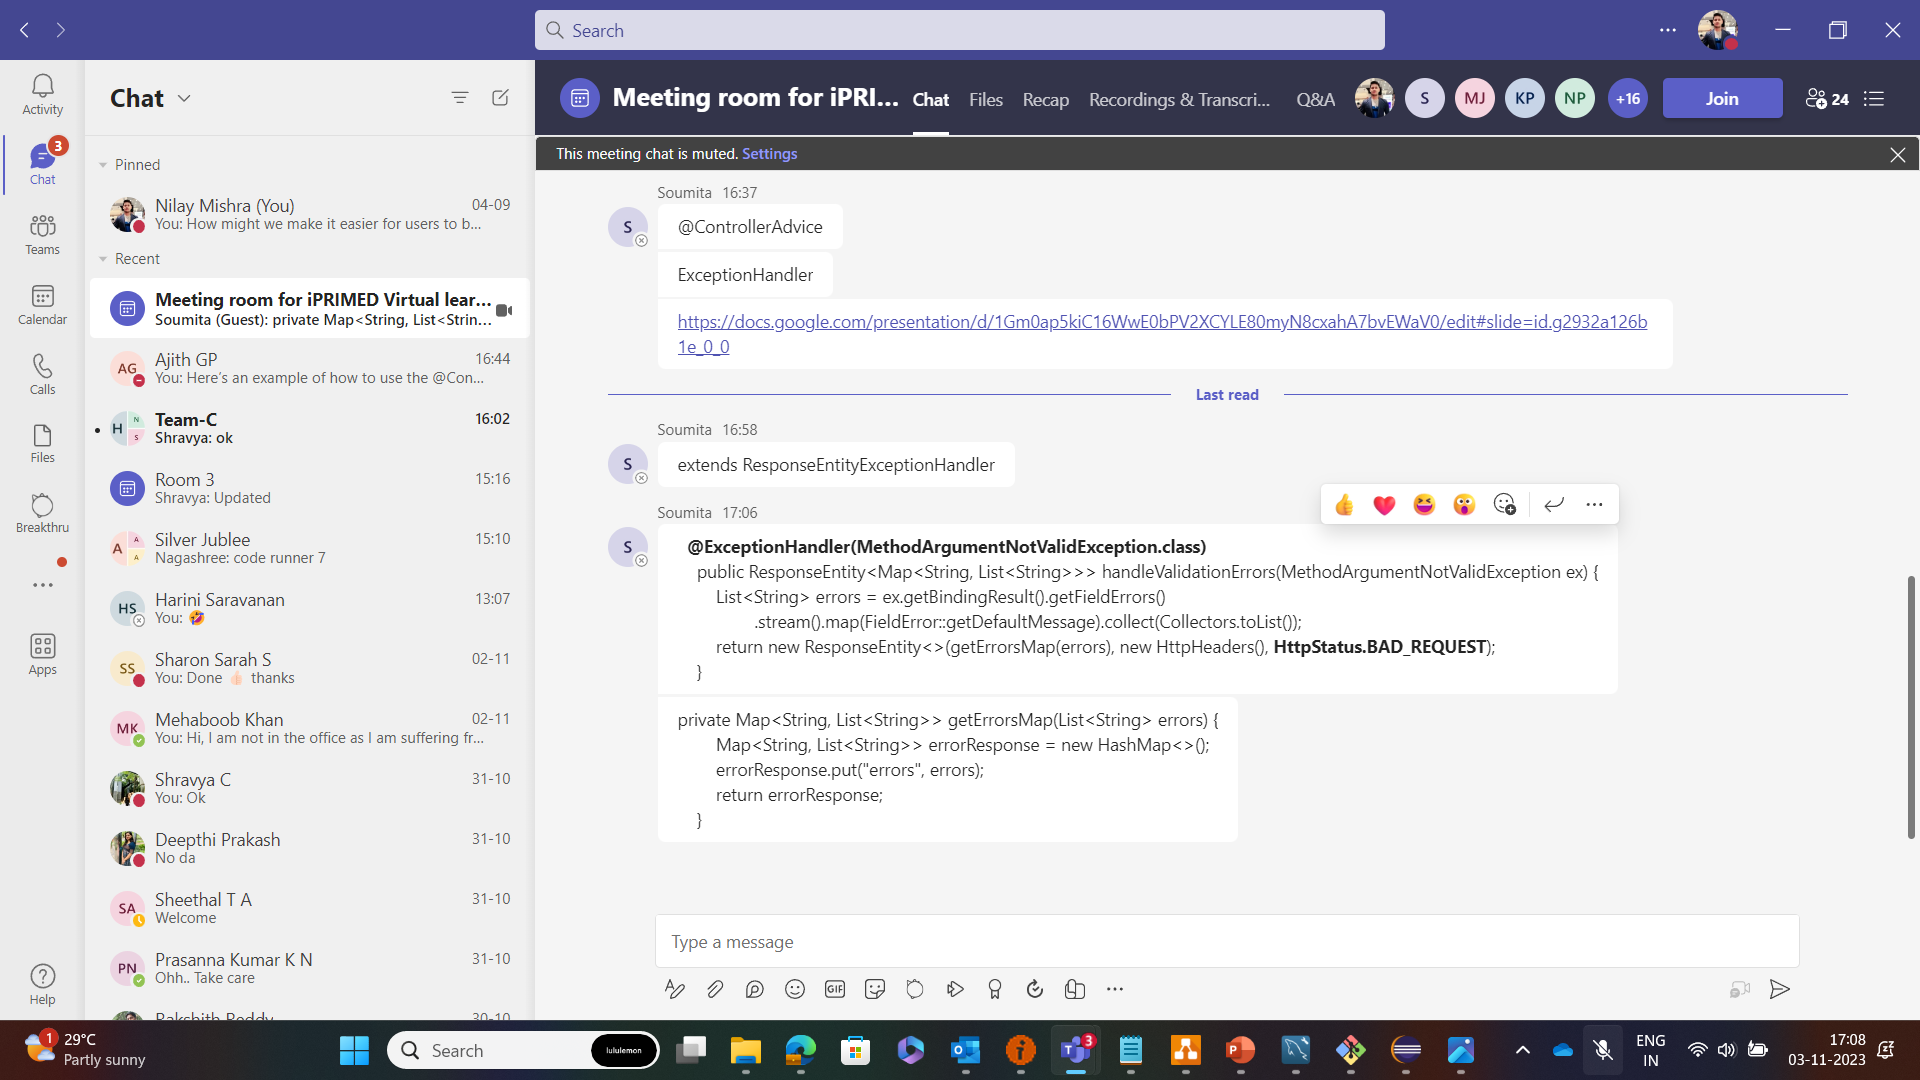 Search
Activity
Chat
3
Teams
Calendar
Calls
Files
Breakthru
Apps
Help
Chat
Pinned
Nilay Mishra (You) 04-09
You: How might we make it easier for users to b...
Recent
Meeting room for iPRIMED Virtual lear...
Soumita (Guest): private Map<String, List<Strin...
AG Ajith GP 16:44
You: Here's an example of how to use the @Con...
H N S Team-C 16:02
Shravya: ok
Room 3 15:16
Shravya: Updated
A A A Silver Jublee 15:10
Nagashree: code runner 7
HS Harini Saravanan 13:07
You: 🤣
SS Sharon Sarah S 02-11
You: Done 👍🏻 thanks
MK Mehaboob Khan 02-11
You: Hi, I am not in the office as I am suffering fr...
Shravya C 31-10
You: Ok
Deepthi Prakash 31-10
No da
SA Sheethal T A 31-10
Welcome
PN Prasanna Kumar K N 31-10
Ohh.. Take care
Rakshith Reddy 30-10
Meeting room for iPRI... Chat Files Recap Recordings & Transcri... Q&A S MJ KP NP +16 Join 24
This meeting chat is muted. Settings
Soumita 16:37
S
@ControllerAdvice
ExceptionHandler
https://docs.google.com/presentation/d/1Gm0ap5kiC16WwE0bPV2XCYLE80myN8cxahA7bvEWaV0/edit#slide=id.g2932a126b
1e_0_0
Last read
Soumita 16:58
S
extends ResponseEntityExceptionHandler
Soumita 17:06
S
@ExceptionHandler(MethodArgumentNotValidException.class)
public ResponseEntity<Map<String, List<String>>> handleValidationErrors(MethodArgumentNotValidException ex) {
List<String> errors = ex.getBindingResult().getFieldErrors()
.stream().map(FieldError::getDefaultMessage).collect(Collectors.toList());
return new ResponseEntity<>(getErrorsMap(errors), new HttpHeaders(), HttpStatus.BAD_REQUEST);
}
private Map<String, List<String>> getErrorsMap(List<String> errors) {
Map<String, List<String>> errorResponse = new HashMap<>();
errorResponse.put("errors", errors);
return errorResponse;
}
Type a message
GIF
1
29°C
Partly sunny
Search
lululemon
3
ENG
IN
17:08
03-11-2023